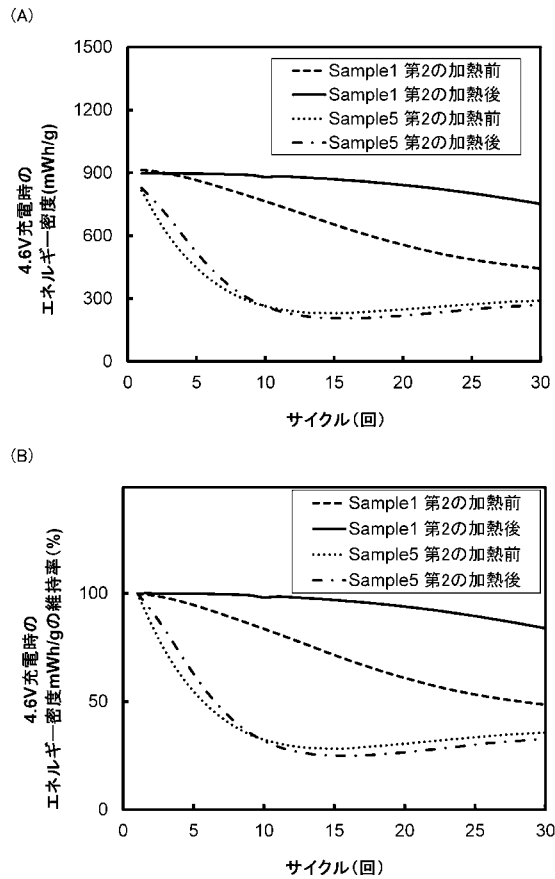 (A)
1500
1200
900
600
300
0
4.6V充電時の
エネルギー密度(mWh/g)
Sample1 第2の加熱前
Sample1 第2の加熱後
Sample5 第2の加熱前
Sample5 第2の加熱後
0 5 10 15 20 25 30
サイクル(回)
(B)
100
50
0
4.6V充電時の
エネルギー密度mWh/gの維持率(%)
Sample1 第2の加熱前
Sample1 第2の加熱後
Sample5 第2の加熱前
Sample5 第2の加熱後
0 5 10 15 20 25 30
サイクル(回)